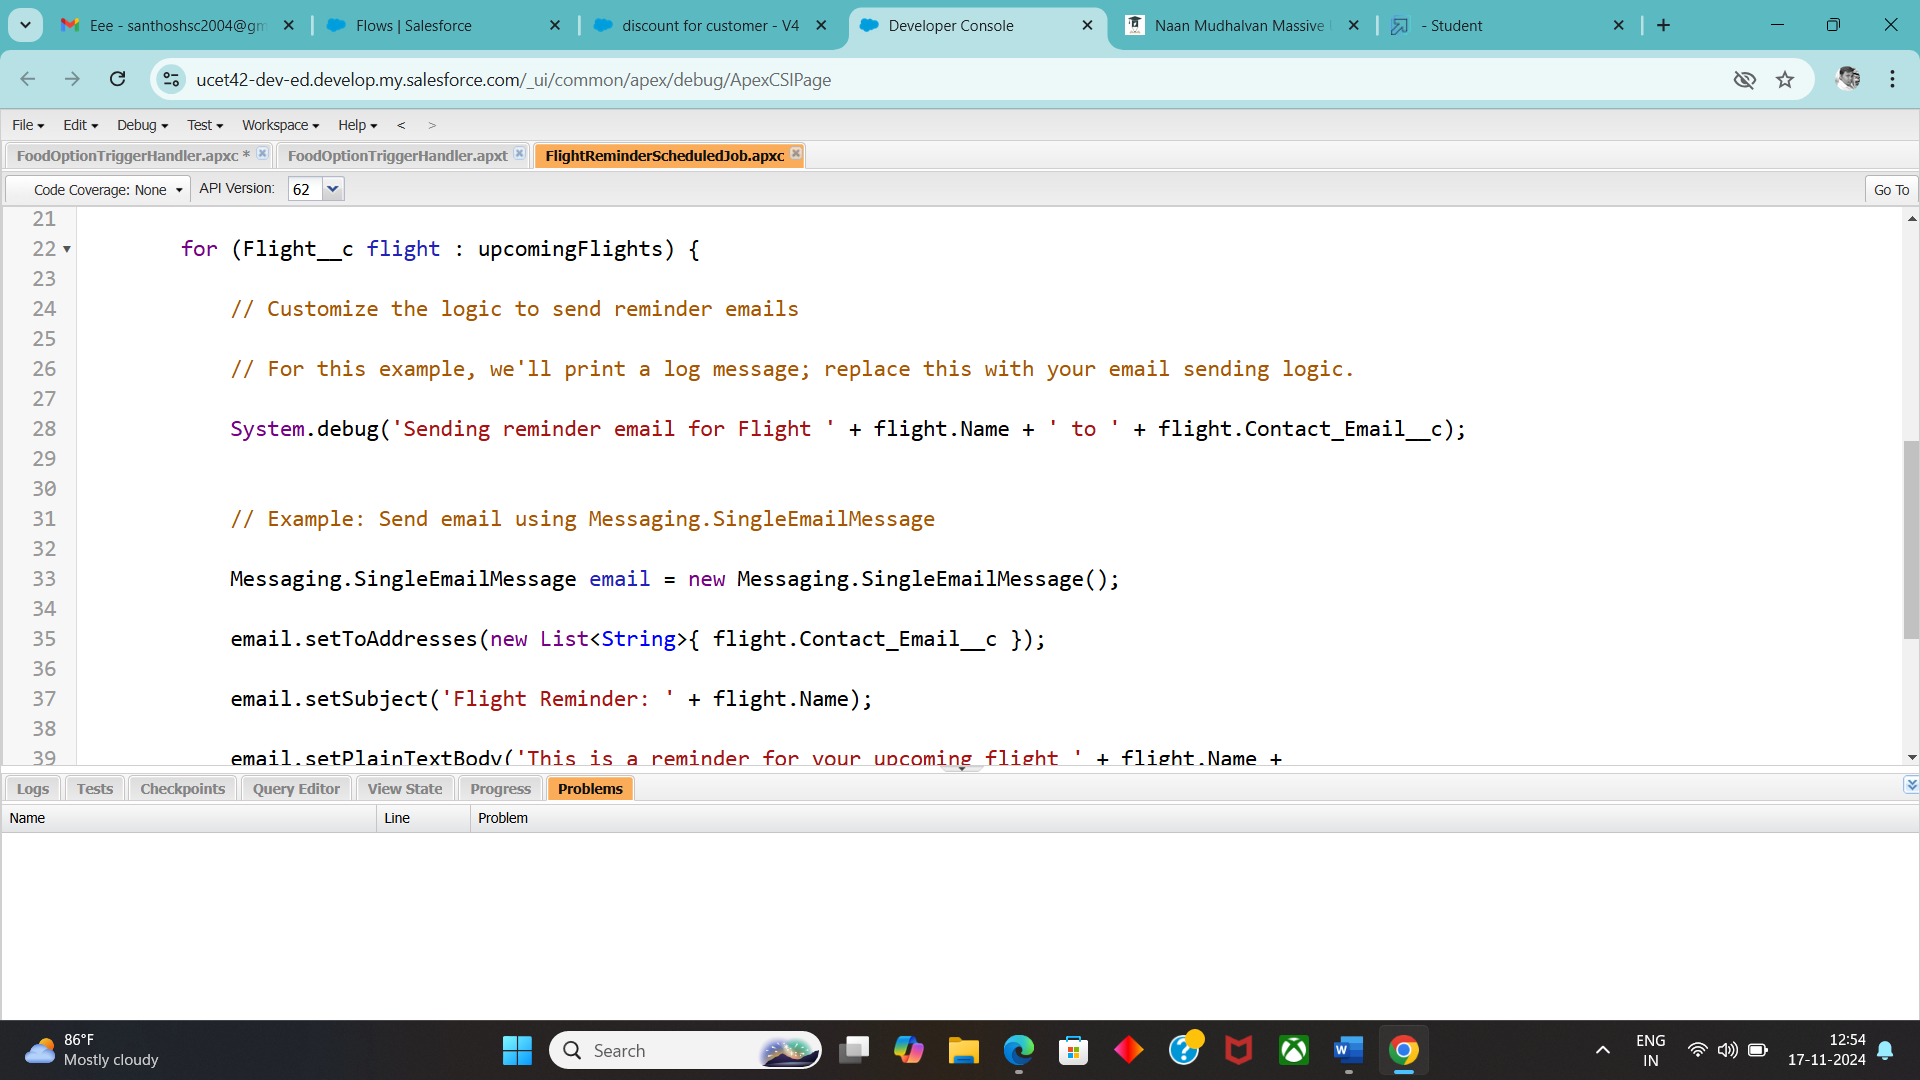 Eee - santhoshsc2004@gm
Flows | Salesforce
discount for customer - V4
Developer Console
Naan Mudhalvan Massive
- Student
ucet42-dev-ed.develop.my.salesforce.com/_ui/common/apex/debug/ApexCSIPage
File Edit Debug Test Workspace Help < >
FoodOptionTriggerHandler.apxc * FoodOptionTriggerHandler.apxt FlightReminderScheduledJob.apxc
Code Coverage: None API Version: 62 Go To
21
22 for (Flight__c flight : upcomingFlights) {
23
24 // Customize the logic to send reminder emails
25
26 // For this example, we'll print a log message; replace this with your email sending logic.
27
28 System.debug('Sending reminder email for Flight ' + flight.Name + ' to ' + flight.Contact_Email__c);
29
30
31 // Example: Send email using Messaging.SingleEmailMessage
32
33 Messaging.SingleEmailMessage email = new Messaging.SingleEmailMessage();
34
35 email.setToAddresses(new List<String>{ flight.Contact_Email__c });
36
37 email.setSubject('Flight Reminder: ' + flight.Name);
38
39 email.setPlainTextBody('This is a reminder for your upcoming flight ' + flight.Name +
Logs Tests Checkpoints Query Editor View State Progress Problems
Name Line Problem
86°F
Mostly cloudy
Search
ENG
IN
12:54
17-11-2024